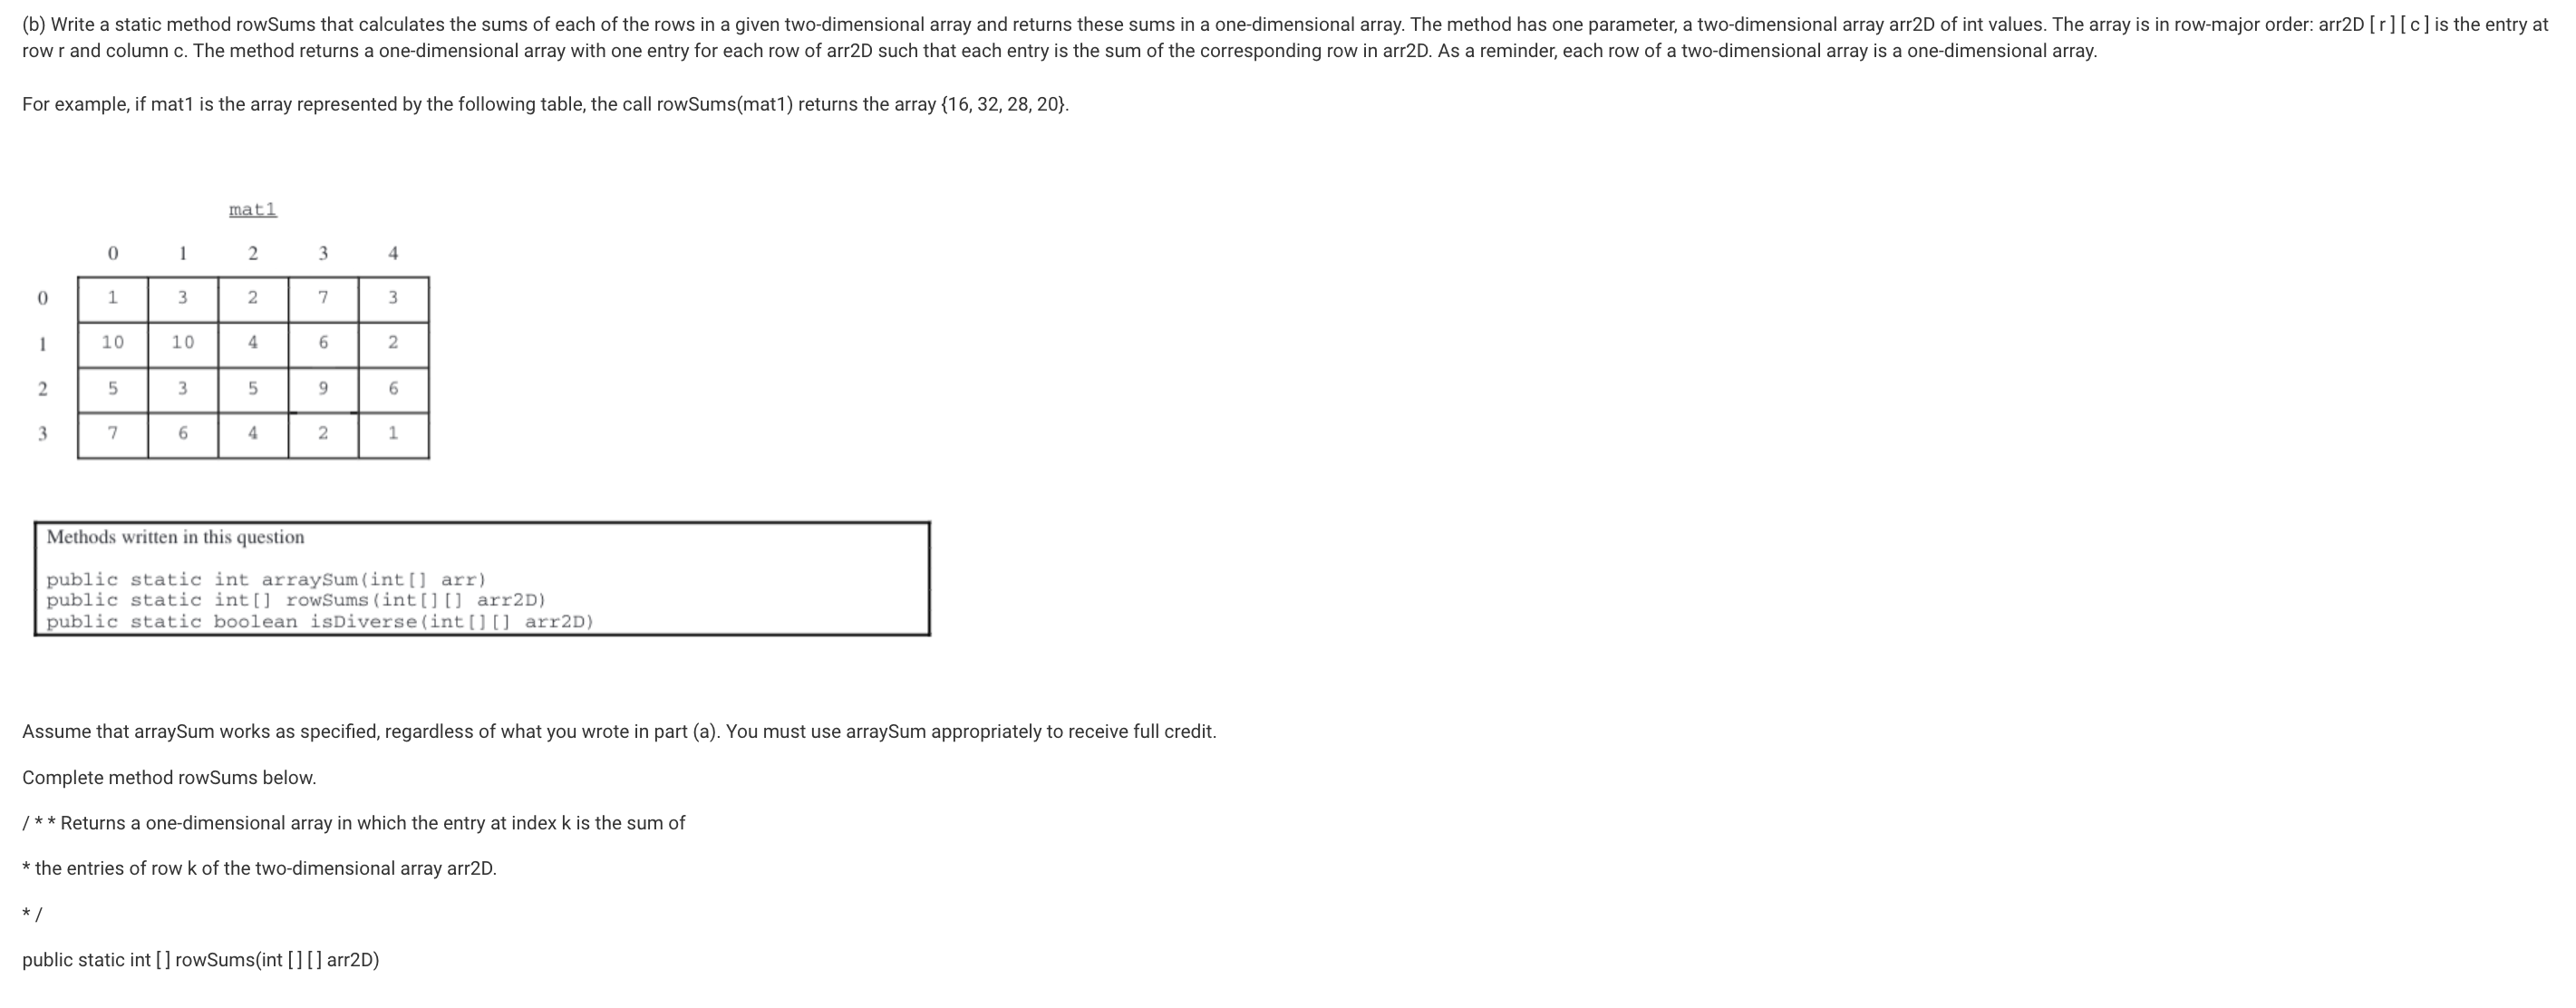 (b) Write a static method rowSums that calculates the sums of each of the rows in a given two-dimensional array and returns these sums in a one-dimensional array. The method has one parameter, a two-dimensional array arr2D of int values. The array is in row-major order: arr2D [ r ] [ c ] is the entry at
row r and column c. The method returns a one-dimensional array with one entry for each row of arr2D such that each entry is the sum of the corresponding row in arr2D. As a reminder, each row of a two-dimensional array is a one-dimensional array.
For example, if mat1 is the array represented by the following table, the call rowSums(mat1) returns the array {16, 32, 28, 20}.
mat1
0 1 2 3 4
0 1 3 2 7 3
1 10 10 4 6 2
2 5 3 5 9 6
3 7 6 4 2 1
Methods written in this question
public static int arraySum(int[] arr)
public static int[] rowSums(int[][] arr2D)
public static boolean isDiverse(int[][] arr2D)
Assume that arraySum works as specified, regardless of what you wrote in part (a). You must use arraySum appropriately to receive full credit.
Complete method rowSums below.
/ * * Returns a one-dimensional array in which the entry at index k is the sum of
* the entries of row k of the two-dimensional array arr2D.
* /
public static int [ ] rowSums(int [ ] [ ] arr2D)